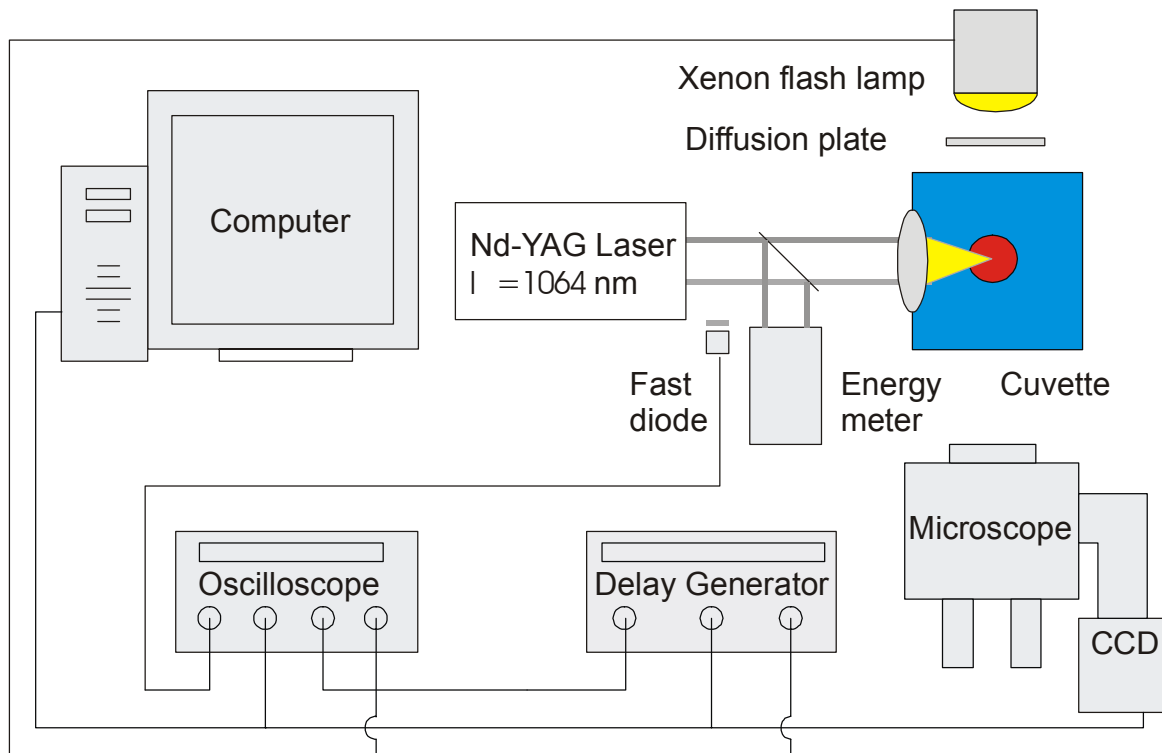 Xenon flash lamp
Diffusion plate
Computer
Nd-YAG Laser
l =1064 nm
Fast
diode
Energy
meter
Cuvette
Microscope
Oscilloscope
Delay Generator
CCD